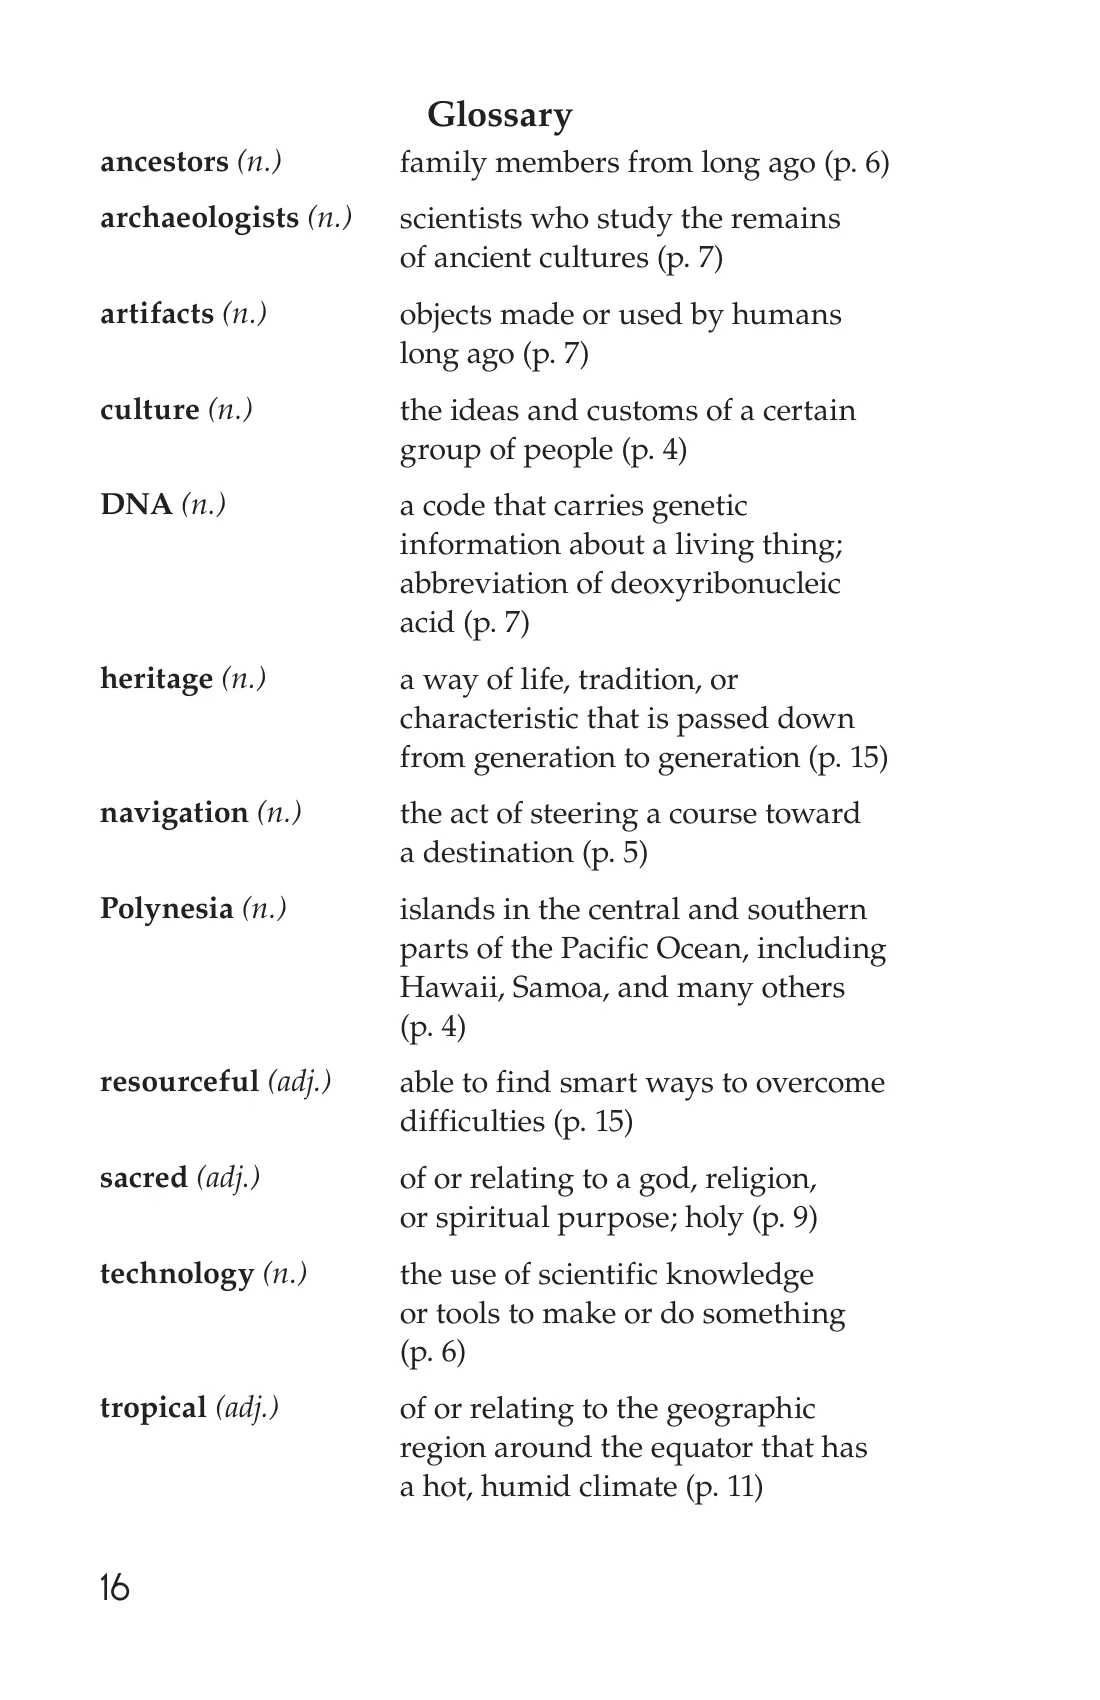 Glossary
ancestors (n.) family members from long ago (p. 6)
archaeologists (n.) scientists who study the remains
of ancient cultures (p. 7)
artifacts (n.) objects made or used by humans
long ago (p. 7)
culture (n.) the ideas and customs of a certain
group of people (p. 4)
DNA (n.) a code that carries genetic
information about a living thing;
abbreviation of deoxyribonucleic
acid (p. 7)
heritage (n.) a way of life, tradition, or
characteristic that is passed down
from generation to generation (p. 15)
navigation (n.) the act of steering a course toward
a destination (p. 5)
Polynesia (n.) islands in the central and southern
parts of the Pacific Ocean, including
Hawaii, Samoa, and many others
(p. 4)
resourceful (adj.) able to find smart ways to overcome
difficulties (p. 15)
sacred (adj.) of or relating to a god, religion,
or spiritual purpose; holy (p. 9)
technology (n.) the use of scientific knowledge
or tools to make or do something
(p. 6)
tropical (adj.) of or relating to the geographic
region around the equator that has
a hot, humid climate (p. 11)
16